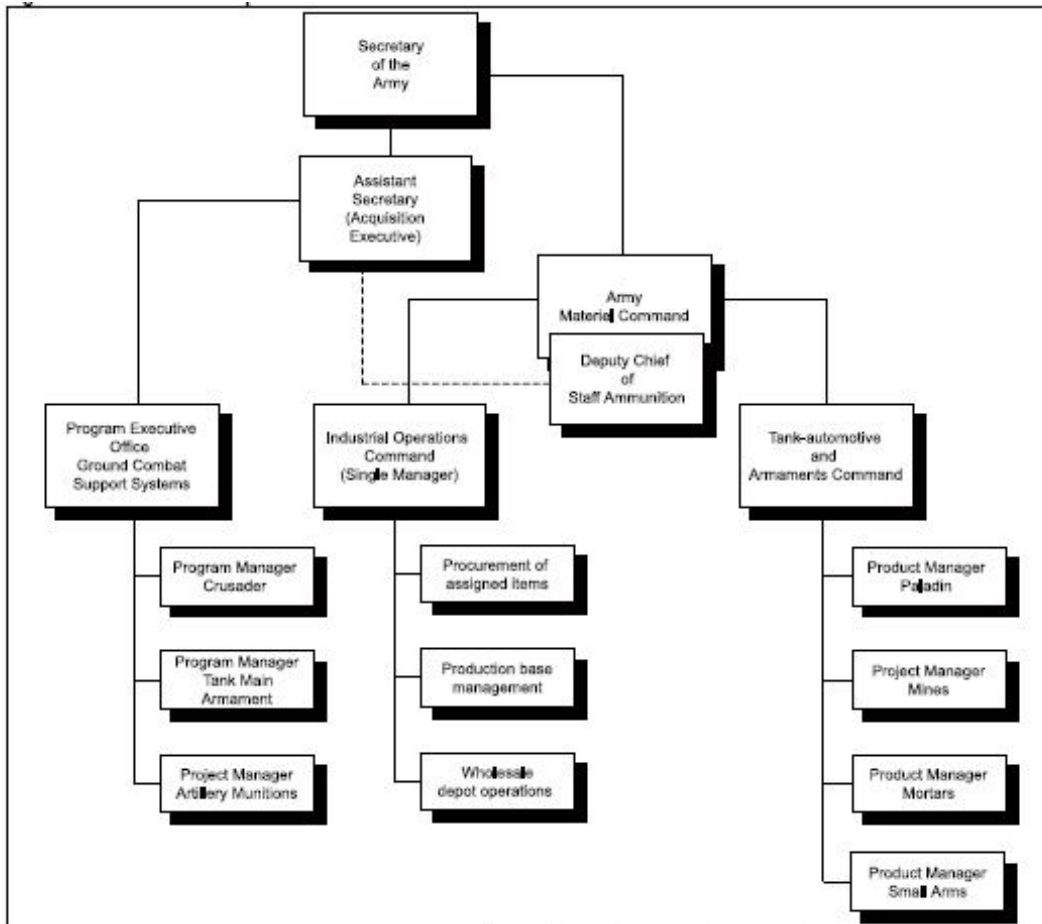 Secretary
of the
Army
Assistant
Secretary
(Acquisition
Executive)
Army
Materiel Command
Deputy Chief
of
Staff Ammunition
Program Executive
Office
Ground Combat
Support Systems
Industrial Operations
Command
(Single Manager)
Tank-automotive
and
Armaments Command
Program Manager
Crusader
Procurement of
assigned items
Product Manager
Paladin
Program Manager
Tank Main
Armament
Production base
management
Project Manager
Mines
Project Manager
Artillery Munitions
Wholesale
depot operations
Product Manager
Mortars
Product Manager
Small Arms